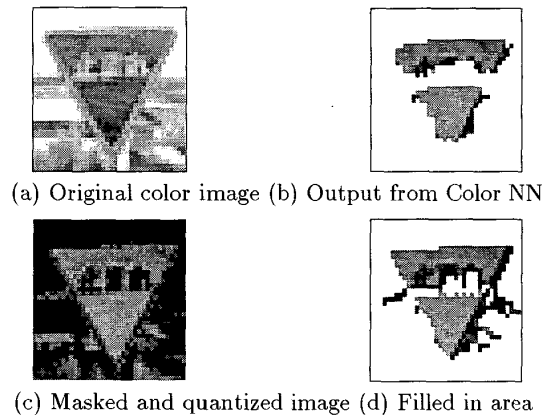 (a) Original color image (b) Output from Color NN
(c) Masked and quantized image (d) Filled in area